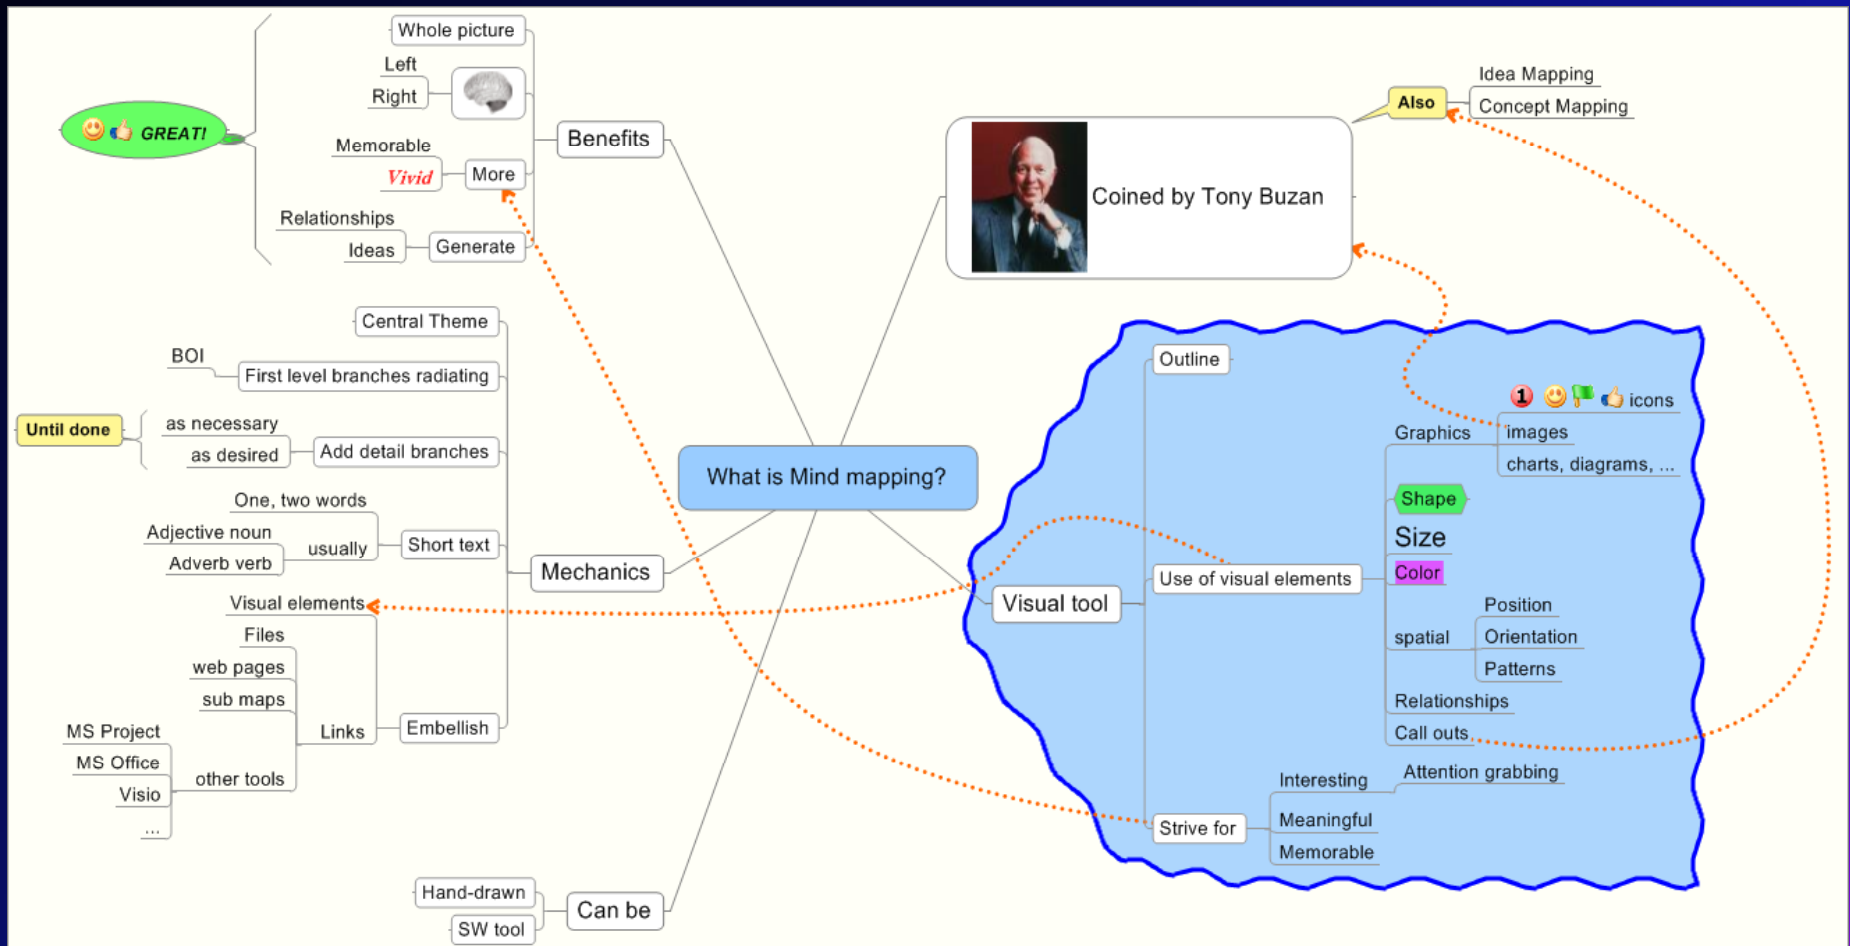 Whole picture
Left
Right
GREAT!
Benefits
Memorable
Vivid
More
Relationships
Ideas
Generate
Also
Idea Mapping
Concept Mapping
Coined by Tony Buzan
Central Theme
BOI
First level branches radiating
Until done
as necessary
as desired
Add detail branches
One, two words
Adjective noun
Adverb verb
usually
Short text
Mechanics
Visual elements
Files
web pages
sub maps
Links
Embellish
MS Project
MS Office
Visio
...
other tools
What is Mind mapping?
Hand-drawn
SW tool
Can be
Visual tool
Outline
Use of visual elements
Graphics
1 icons
images
charts, diagrams, ...
Shape
Size
Color
spatial
Position
Orientation
Patterns
Relationships
Call outs
Strive for
Interesting
Attention grabbing
Meaningful
Memorable